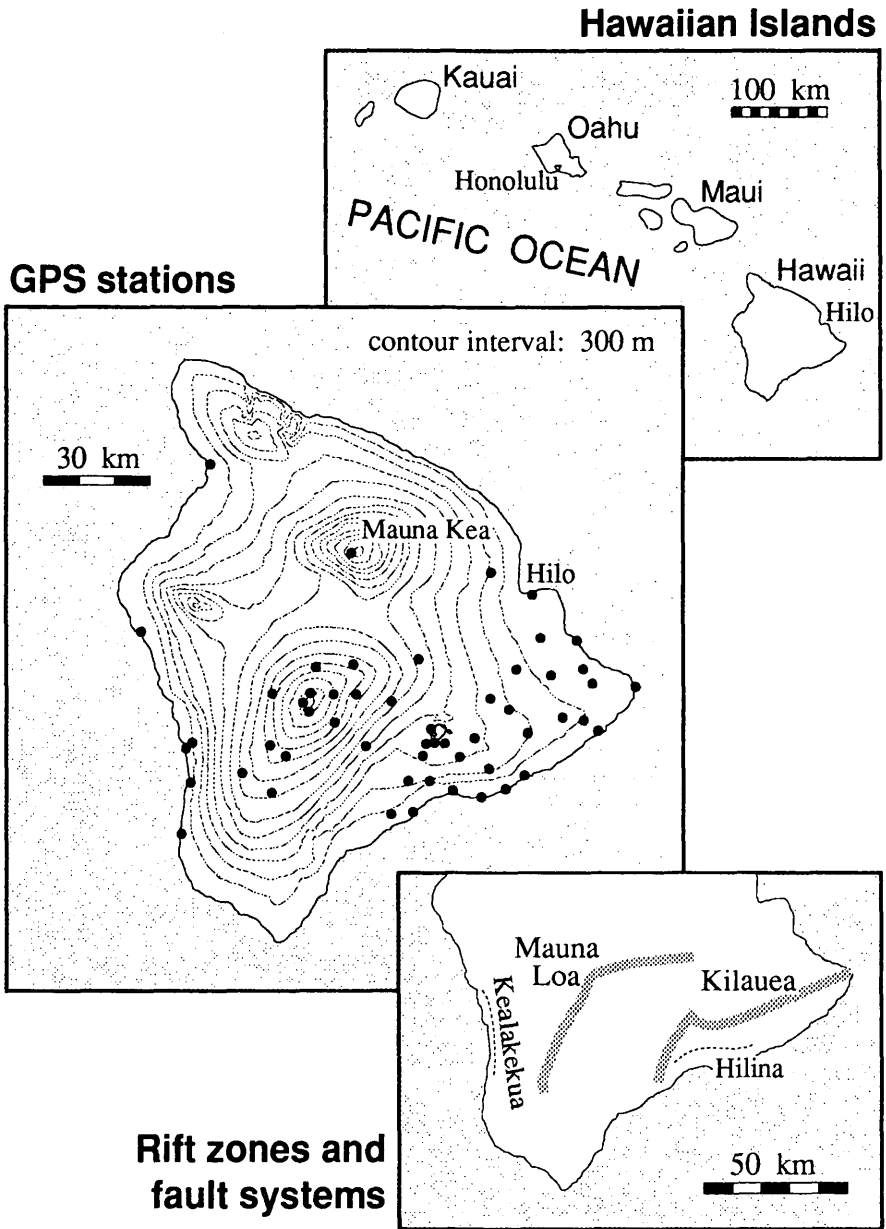 Hawaiian Islands
Kauai
100 km
Oahu
Honolulu
Maui
PACIFIC OCEAN
Hawaii
Hilo
GPS stations
contour interval: 300 m
30 km
Mauna Kea
Hilo
Mauna
Loa
Kilauea
Kealakekua
Hilina
Rift zones and
fault systems
50 km